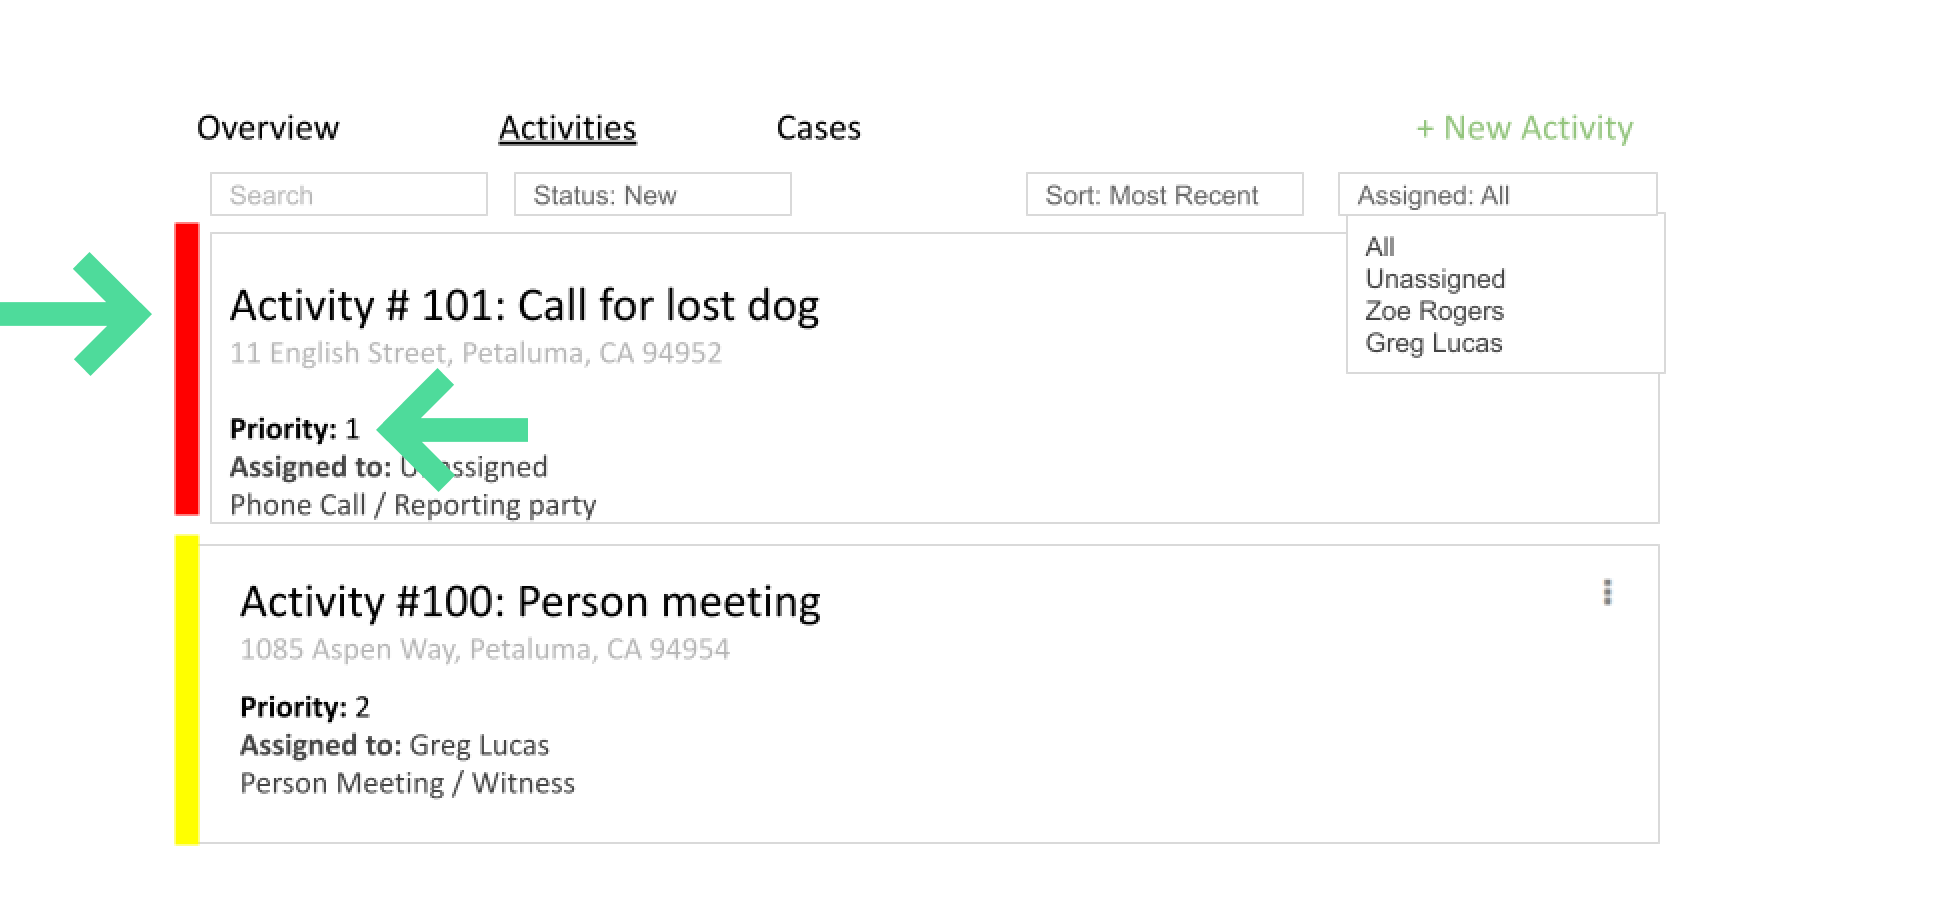 Overview Activities Cases + New Activity
Search Status: New Sort: Most Recent Assigned: All
All
Unassigned
Zoe Rogers
Greg Lucas
Activity # 101: Call for lost dog
11 English Street, Petaluma, CA 94952
Priority: 1
Assigned to: Unassigned
Phone Call / Reporting party
Activity #100: Person meeting
1085 Aspen Way, Petaluma, CA 94954
Priority: 2
Assigned to: Greg Lucas
Person Meeting / Witness